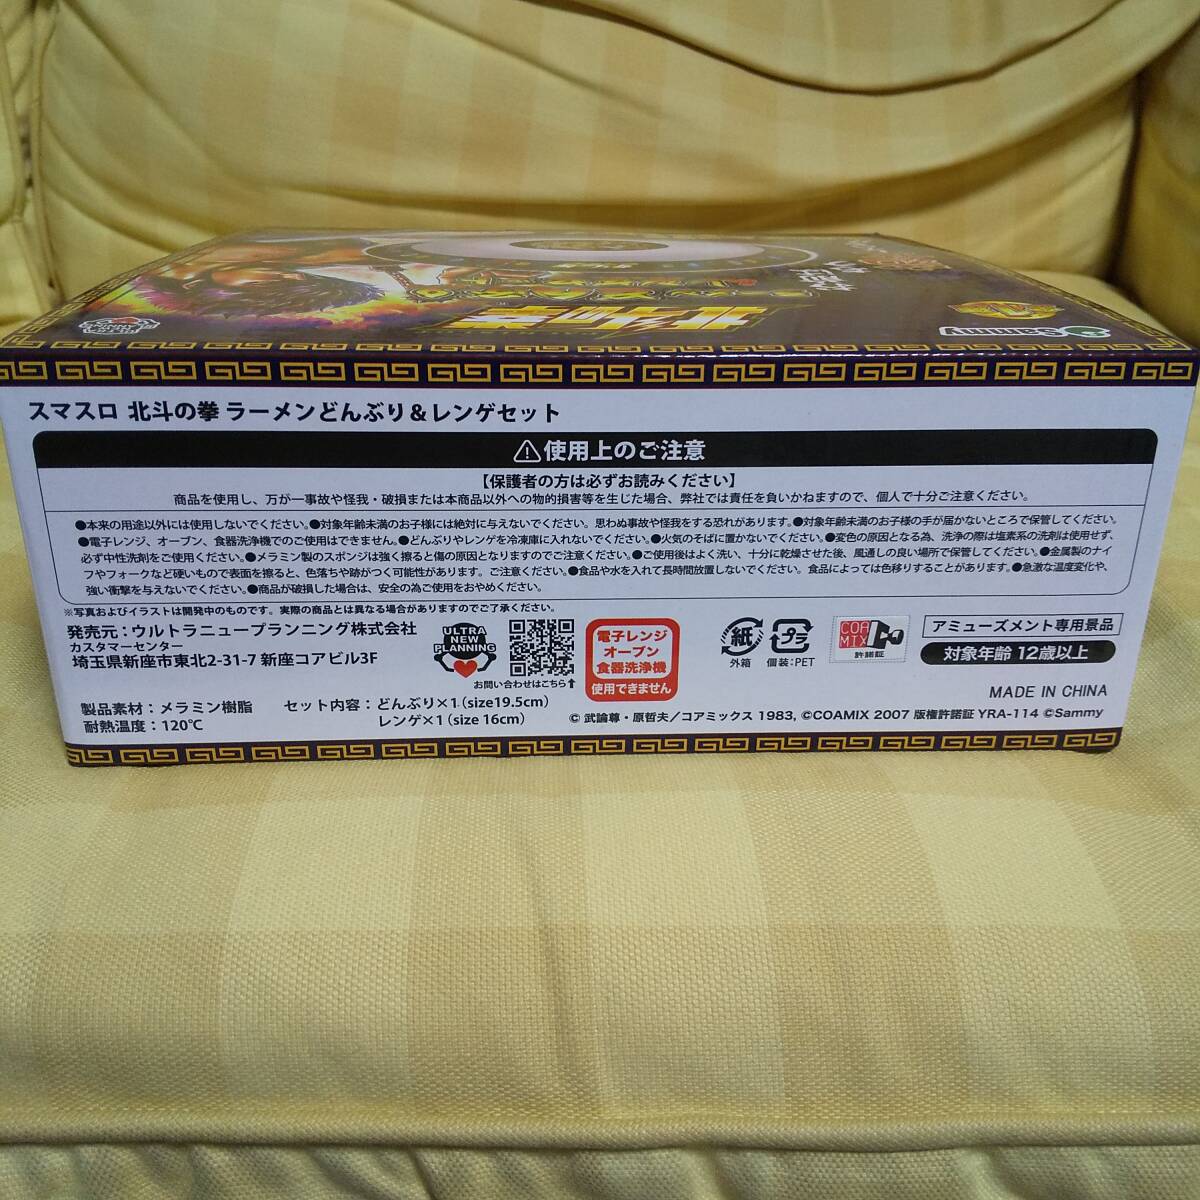 北斗の拳
Sammy
スマスロ 北斗の拳 ラーメンどんぶり＆レンゲセット
⚠使用上のご注意
【保護者の方は必ずお読みください】
商品を使用し、万が一事故や怪我・破損または本商品以外への物的損害等を生じた場合、弊社では責任を負いかねますので、個人で十分ご注意ください。
●本来の用途以外には使用しないでください。●対象年齢未満のお子様には絶対に与えないでください。思わぬ事故や怪我をする恐れがあります。●対象年齢未満のお子様の手が届かないところで保管してください。
●電子レンジ、オーブン、食器洗浄機でのご使用はできません。●どんぶりやレンゲを冷凍庫に入れないでください。●火気のそばに置かないでください。●変色の原因となる為、洗浄の際は塩素系の洗剤は使用せず、
必ず中性洗剤をご使用ください。●メラミン製のスポンジは強く擦ると傷の原因となりますのでご注意ください。●ご使用後はよく洗い、十分に乾燥させた後、風通しの良い場所で保管してください。●金属製のナイ
フやフォークなど硬いもので表面を擦ると、色落ちや跡がつく可能性があります。ご注意ください。●食品や水を入れて長時間放置しないでください。食品によっては色移りすることがあります。●急激な温度変化や、
強い衝撃を与えないでください。●商品が破損した場合は、安全の為ご使用をおやめください。
※写真およびイラストは開発中のものです。実際の商品とは異なる場合がありますのでご了承ください。
発売元：ウルトラニュープランニング株式会社
カスタマーセンター
埼玉県新座市東北2-31-7 新座コアビル3F
ULTRA
NEW
PLANNING
お問い合わせはこちら↑
電子レンジ
オーブン
食器洗浄機
使用できません
紙
外箱
プラ
個装：PET
COA
MIX
許諾証
アミューズメント専用景品
対象年齢 12歳以上
MADE IN CHINA
製品素材：メラミン樹脂
耐熱温度：120℃
セット内容：どんぶり×1（size19.5cm）
レンゲ×1（size 16cm）
© 武論尊・原哲夫／コアミックス 1983, ©COAMIX 2007 版権許諾証 YRA-114 ©Sammy